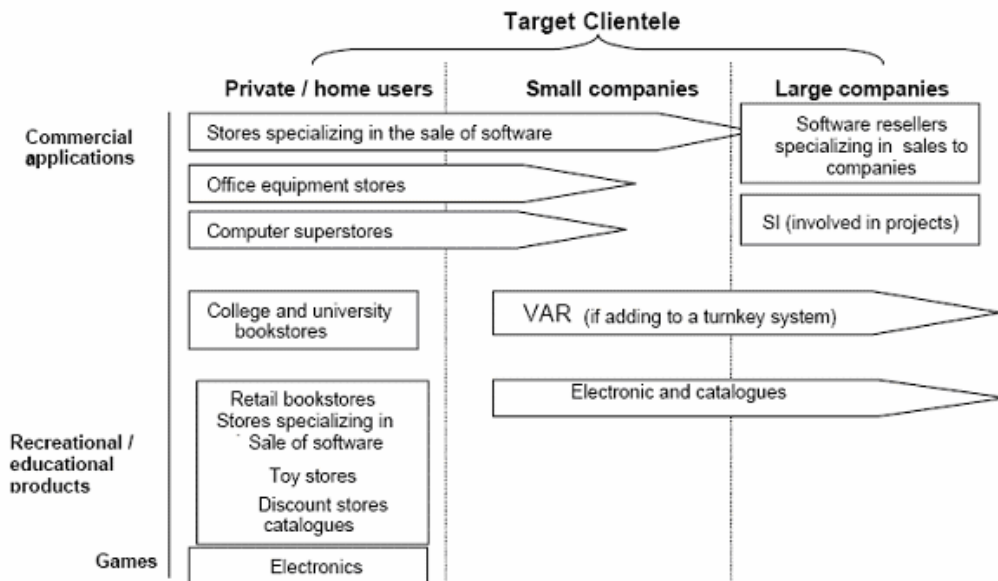 Target Clientele
Private / home users
Small companies
Large companies
Commercial
applications
Stores specializing in the sale of software
Software resellers
specializing in sales to
companies
Office equipment stores
Computer superstores
SI (involved in projects)
College and university
bookstores
VAR (if adding to a turnkey system)
Electronic and catalogues
Recreational /
educational
products
Retail bookstores
Stores specializing in
Sale of software
Toy stores
Discount stores
catalogues
Games
Electronics